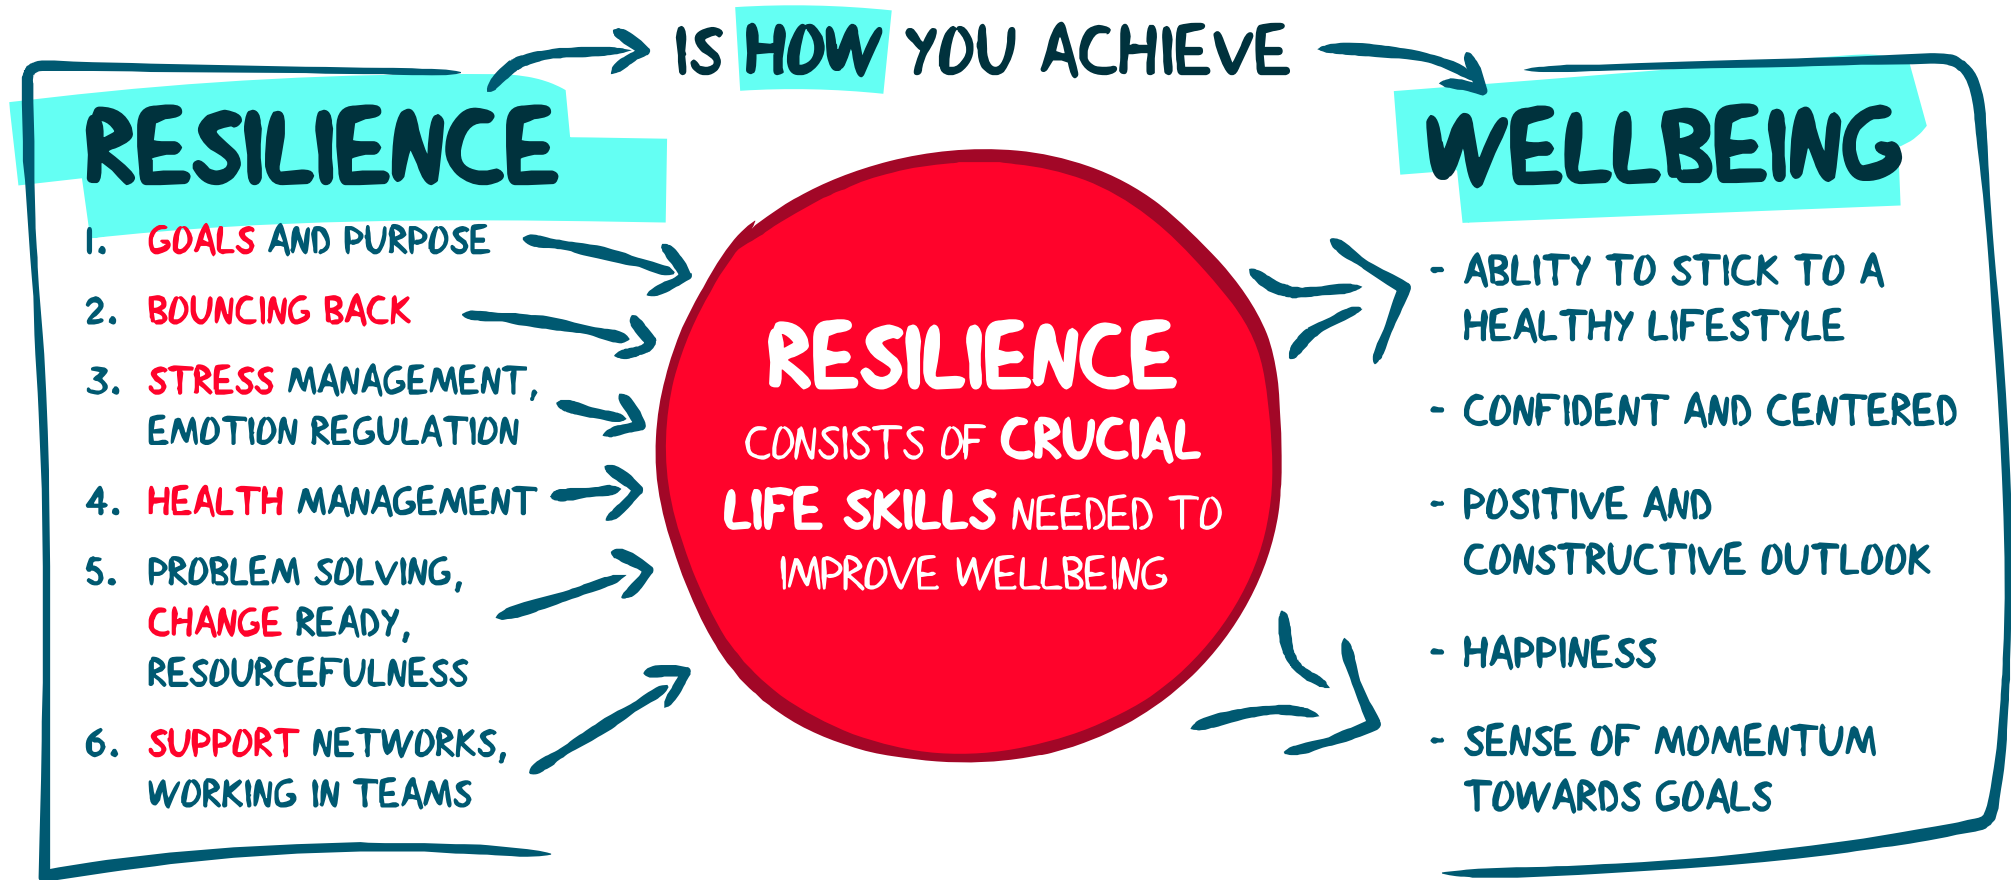 IS HOW YOU ACHIEVE
RESILIENCE
1. GOALS AND PURPOSE
2. BOUNCING BACK
3. STRESS MANAGEMENT,
EMOTION REGULATION
4. HEALTH MANAGEMENT
5. PROBLEM SOLVING,
CHANGE READY,
RESOURCEFULNESS
6. SUPPORT NETWORKS,
WORKING IN TEAMS
RESILIENCE
CONSISTS OF CRUCIAL
LIFE SKILLS NEEDED TO
IMPROVE WELLBEING
WELLBEING
- ABLITY TO STICK TO A
HEALTHY LIFESTYLE
- CONFIDENT AND CENTERED
- POSITIVE AND
CONSTRUCTIVE OUTLOOK
- HAPPINESS
- SENSE OF MOMENTUM
TOWARDS GOALS